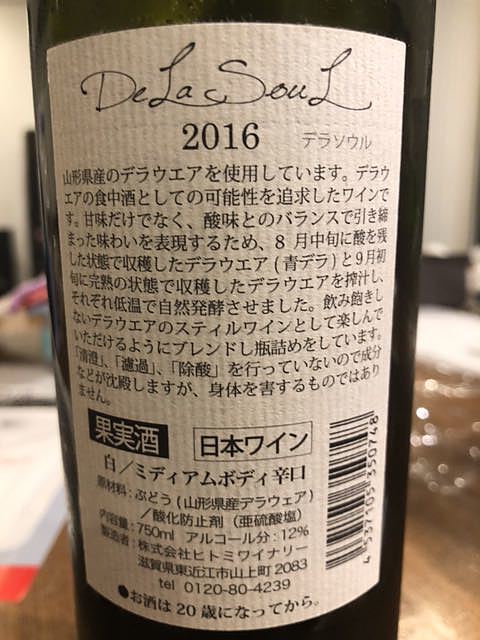 De La Soul
2016 デラソウル
山形県産のデラウエアを使用しています。デラウ
エアの食中酒としての可能性を追求したワインで
す。甘味だけでなく、酸味とのバランスで引き締
まった味わいを表現するため、8月中旬に酸を残
した状態で収穫したデラウエア(青デラ)と9月初
旬に完熟の状態で収穫したデラウエアを搾汁し、
それぞれ低温で自然発酵させました。飲み飽きし
ないデラウエアのスティルワインとして楽しんで
いただけるようにブレンドし瓶詰めをしています。
「清澄」、「濾過」、「除酸」を行っていないので成分
などが沈殿しますが、身体を害するものではあり
ません。
果実酒 日本ワイン
白/ミディアムボディ辛口
原材料:ぶどう(山形県産デラウェア)
/酸化防止剤(亜硫酸塩)
内容量:750ml アルコール分:12%
製造者:株式会社ヒトミワイナリー
滋賀県東近江市山上町2083
tel 0120-80-4239
●お酒は20歳になってから。
4 537105 350748